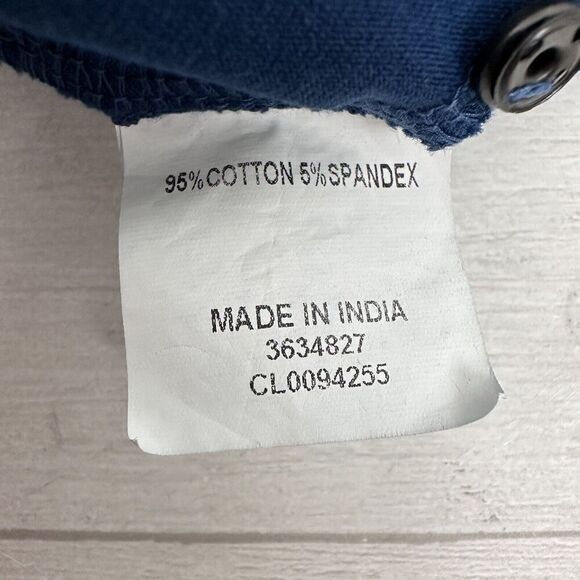 95% COTTON 5% SPANDEX
MADE IN INDIA
3634827
CL0094255